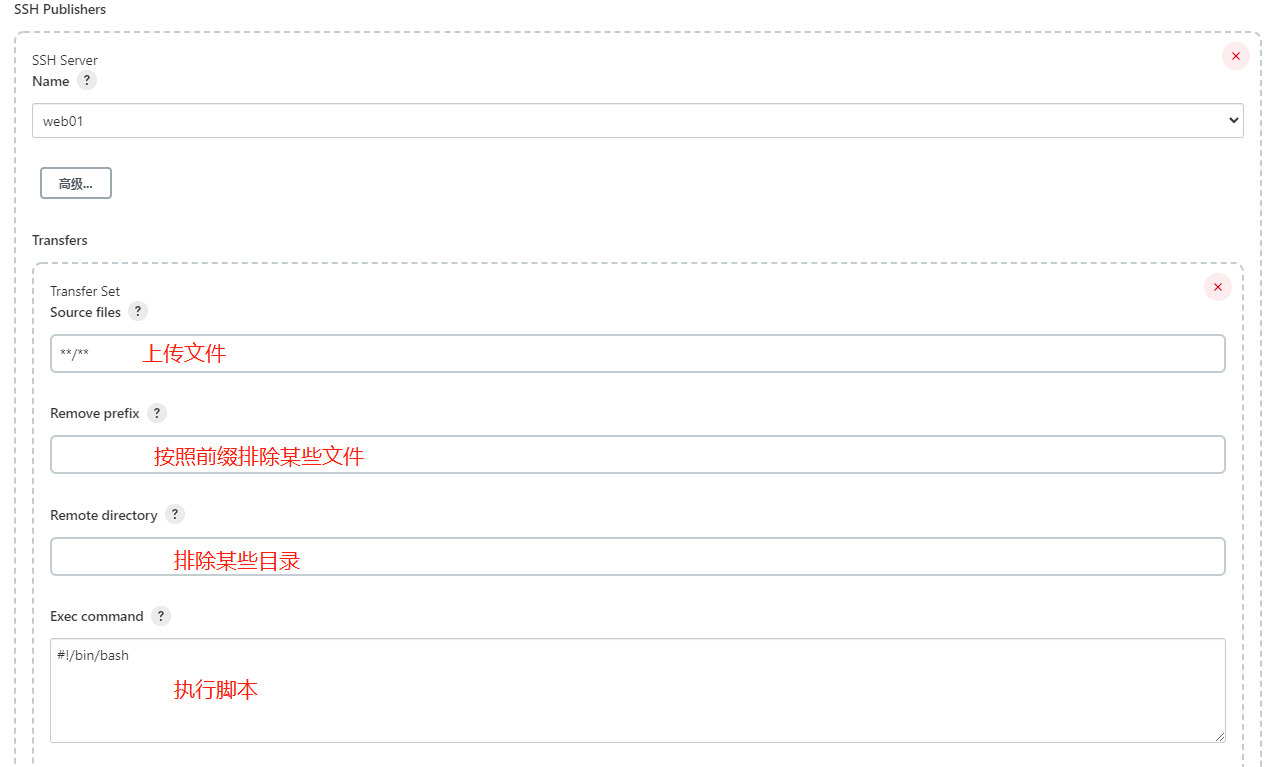 SSH Publishers
SSH Server
Name ?
web01
高级...
Transfers
Transfer Set
Source files ?
**/** 上传文件
Remove prefix ?
按照前缀排除某些文件
Remote directory ?
排除某些目录
Exec command ?
#!/bin/bash
执行脚本